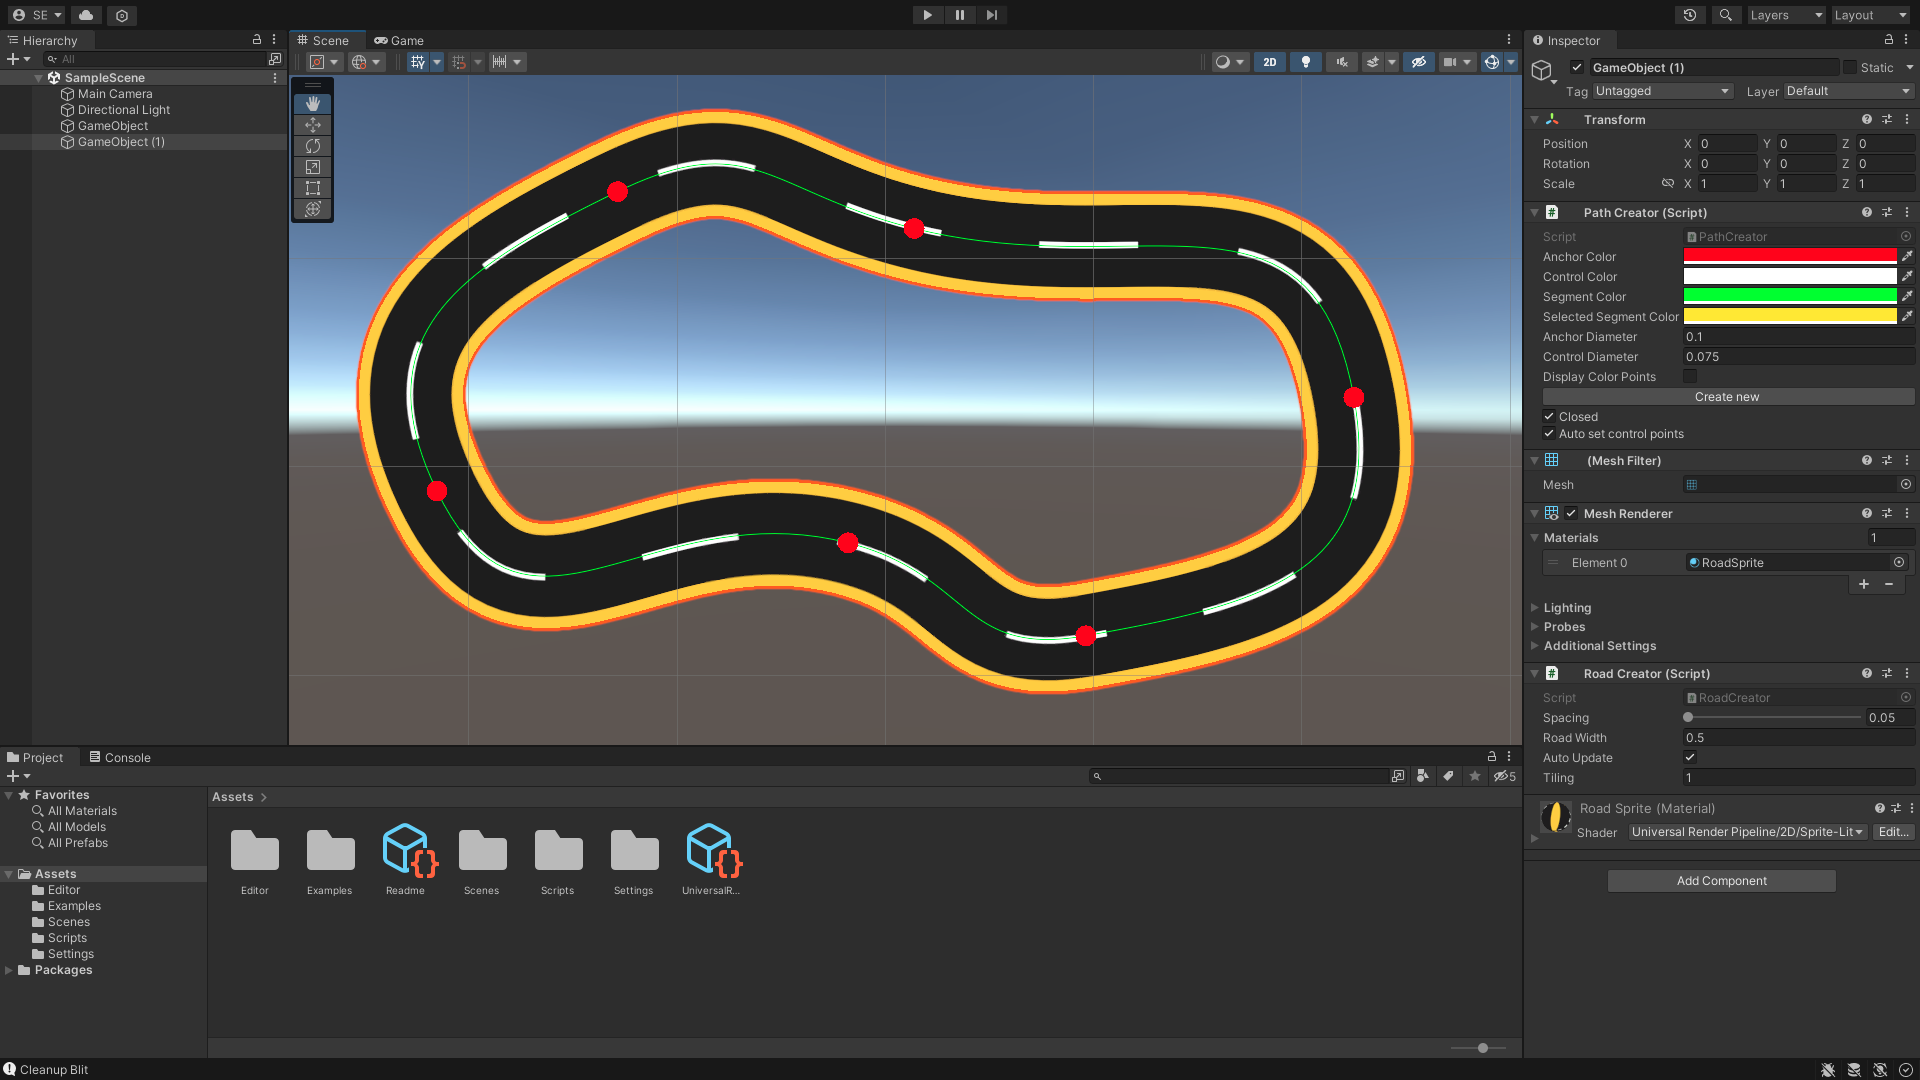 SE
Layers
Layout
Hierarchy
All
SampleScene
Main Camera
Directional Light
GameObject
GameObject (1)
Scene
Game
2D
Inspector
GameObject (1)
Static
Tag
Untagged
Layer
Default
Transform
Position X 0 Y 0 Z 0
Rotation X 0 Y 0 Z 0
Scale X 1 Y 1 Z 1
Path Creator (Script)
Script PathCreator
Anchor Color
Control Color
Segment Color
Selected Segment Color
Anchor Diameter 0.1
Control Diameter 0.075
Display Color Points
Create new
Closed
Auto set control points
(Mesh Filter)
Mesh
Mesh Renderer
Materials 1
Element 0 RoadSprite
Lighting
Probes
Additional Settings
Road Creator (Script)
Script RoadCreator
Spacing 0.05
Road Width 0.5
Auto Update
Tiling 1
Road Sprite (Material)
Shader Universal Render Pipeline/2D/Sprite-Lit Edit...
Add Component
Project
Console
5
Favorites
All Materials
All Models
All Prefabs
Assets
Editor
Examples
Scenes
Scripts
Settings
Packages
Assets
Editor
Examples
Readme
Scenes
Scripts
Settings
UniversalR...
Cleanup Blit